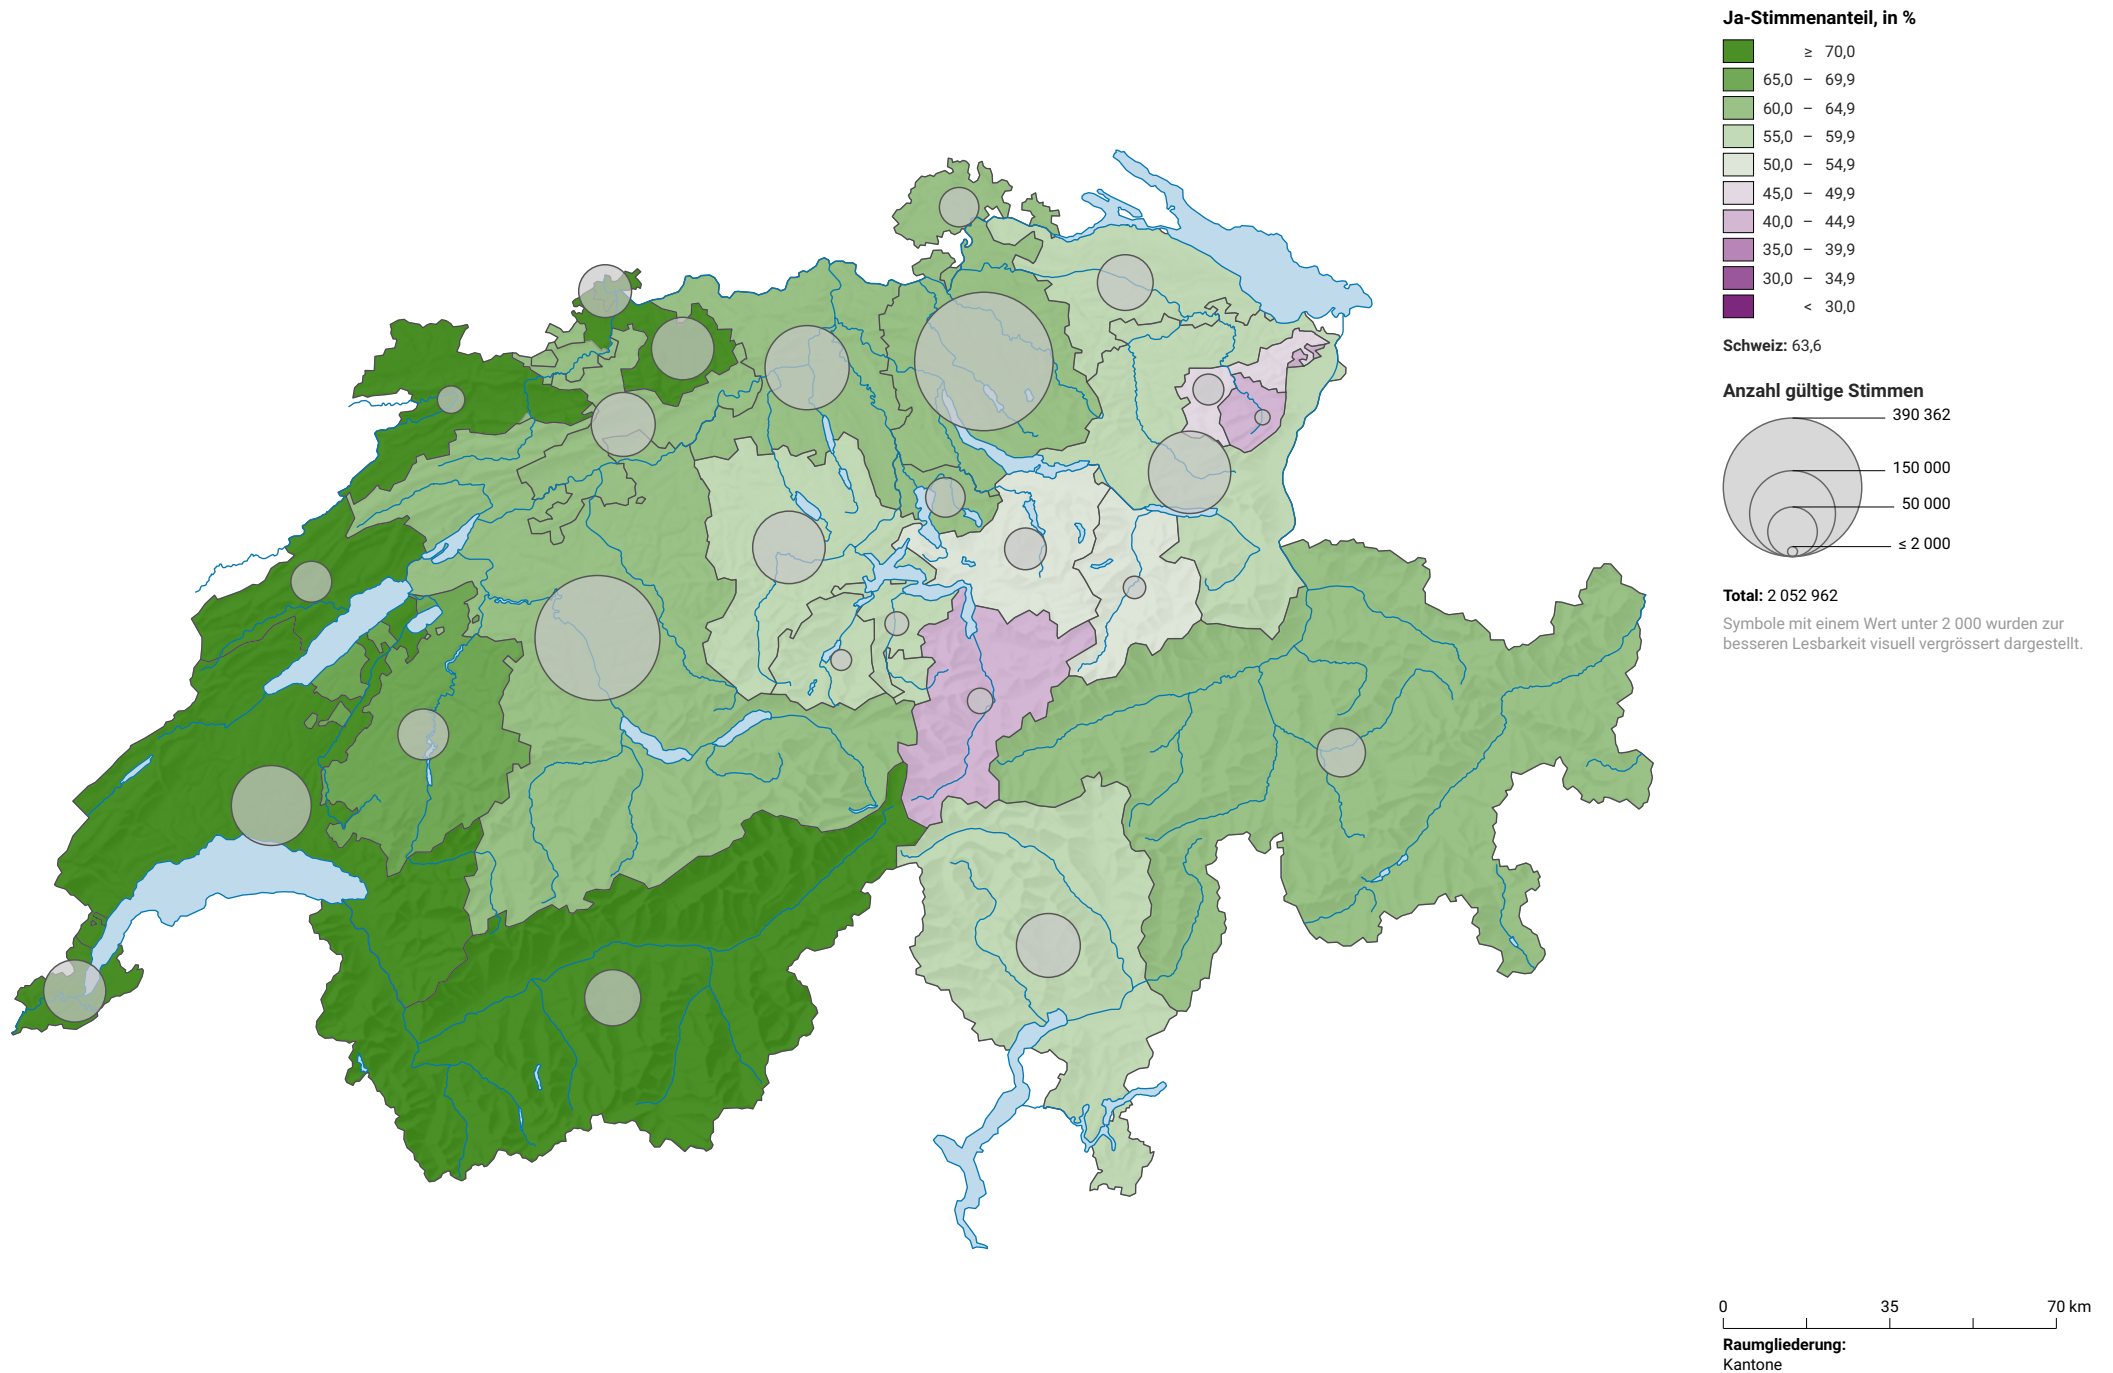 Ja-Stimmenanteil, in %
≥ 70,0
65,0 – 69,9
60,0 – 64,9
55,0 – 59,9
50,0 – 54,9
45,0 – 49,9
40,0 – 44,9
35,0 – 39,9
30,0 – 34,9
< 30,0
Schweiz: 63,6
Anzahl gültige Stimmen
390 362
150 000
50 000
≤ 2 000
Total: 2 052 962
Symbole mit einem Wert unter 2 000 wurden zur
besseren Lesbarkeit visuell vergrössert dargestellt.
0 35 70 km
Raumgliederung:
Kantone